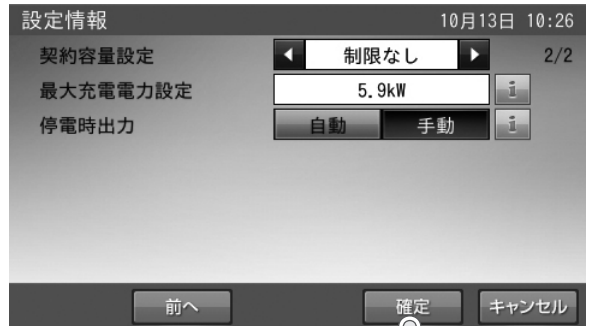 設定情報 10月13日 10:26
契約容量設定 ◀ 制限なし ▶ 2/2
最大充電電力設定 5.9kW i
停電時出力 自動 手動 i
前へ 確定 キャンセル